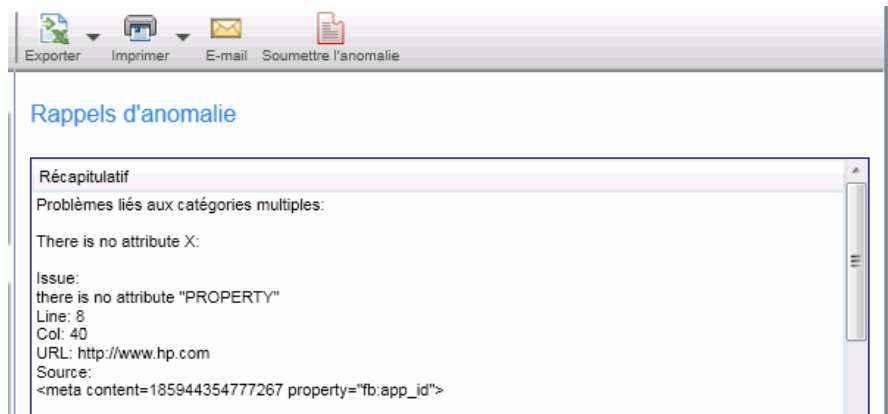 Exporter Imprimer E-mail Soumettre l'anomalie
Rappels d'anomalie
Récapitulatif
Problèmes liés aux catégories multiples:
There is no attribute X:
Issue:
there is no attribute "PROPERTY"
Line: 8
Col: 40
URL: http://www.hp.com
Source:
<meta content=185944354777267 property="fb:app_id">